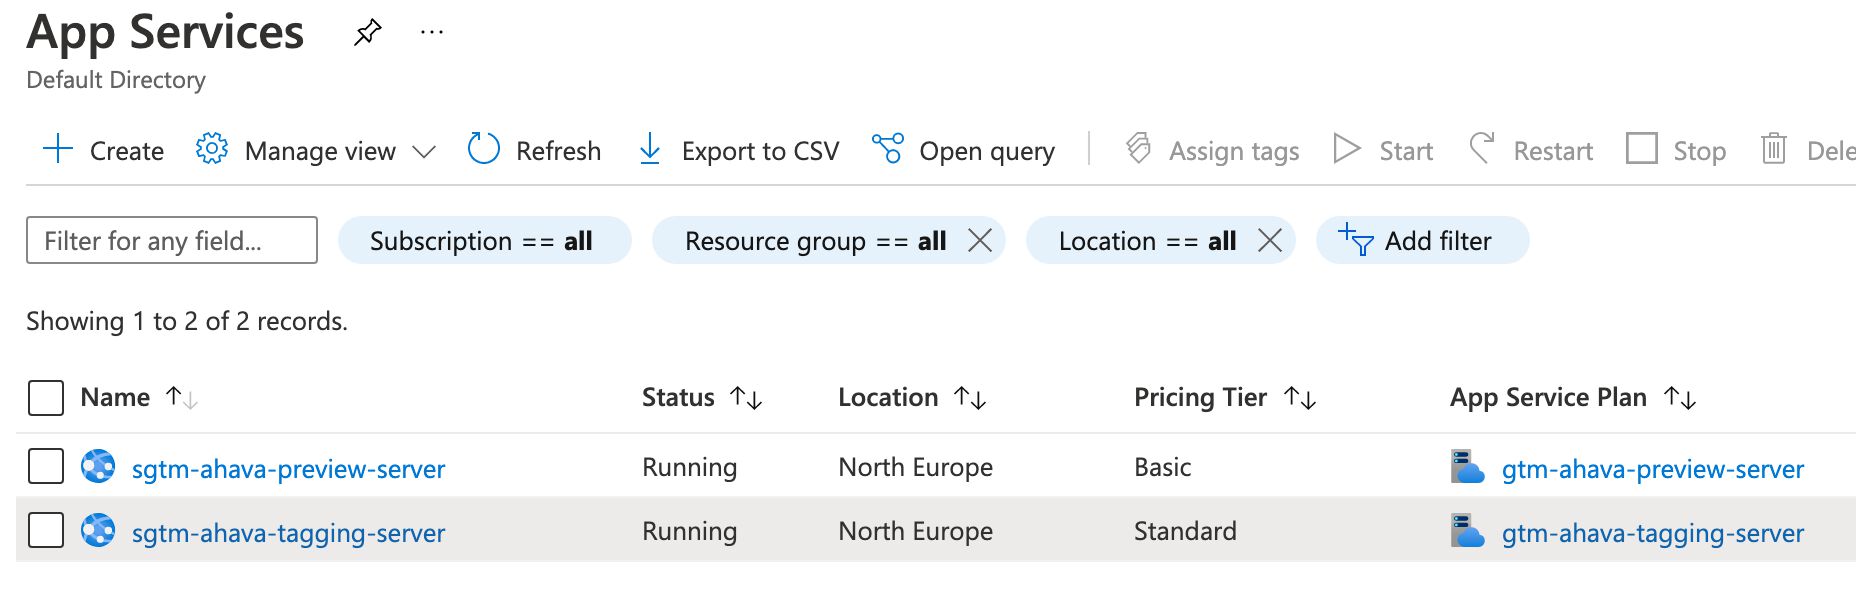 App Services ...
Default Directory
Create Manage view Refresh Export to CSV Open query Assign tags Start Restart Stop Dele
Filter for any field... Subscription == all Resource group == all Location == all Add filter
Showing 1 to 2 of 2 records.
Name Status Location Pricing Tier App Service Plan
sgtm-ahava-preview-server Running North Europe Basic gtm-ahava-preview-server
sgtm-ahava-tagging-server Running North Europe Standard gtm-ahava-tagging-server